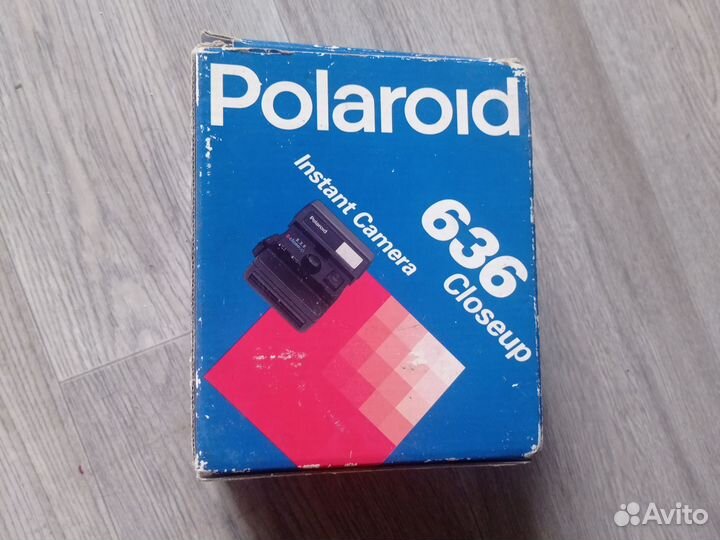 Polaroid
Instant Camera
636
Closeup
Polaroid
Avito